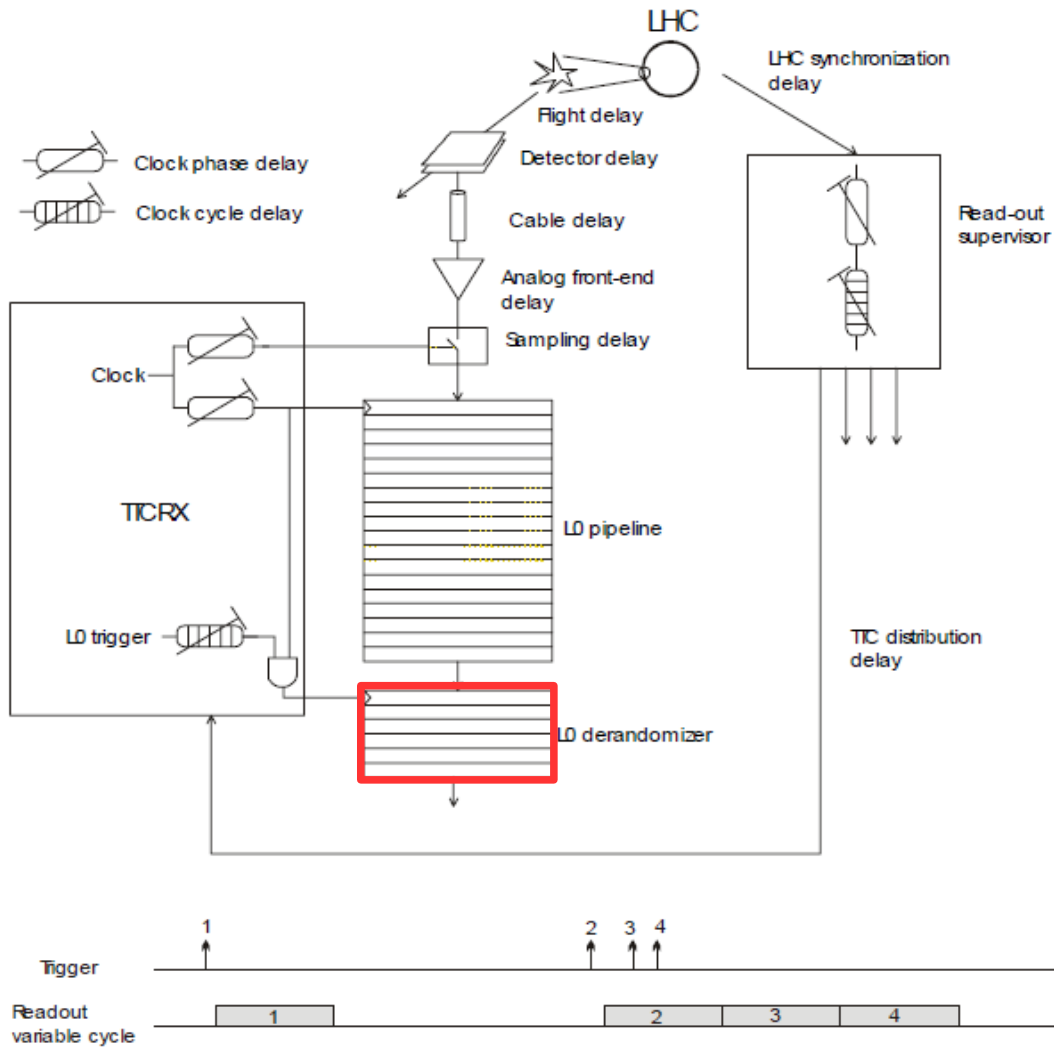 LHC
LHC synchronization
delay
Flight delay
Clock phase delay
Detector delay
Clock cycle delay
Cable delay
Read-out
supervisor
Analog front-end
delay
Sampling delay
Clock
TTCRX
L0 pipeline
L0 trigger
TTC distribution
delay
L0 derandomizer
1
2
3
4
Trigger
Readout
variable cycle
1
2
3
4